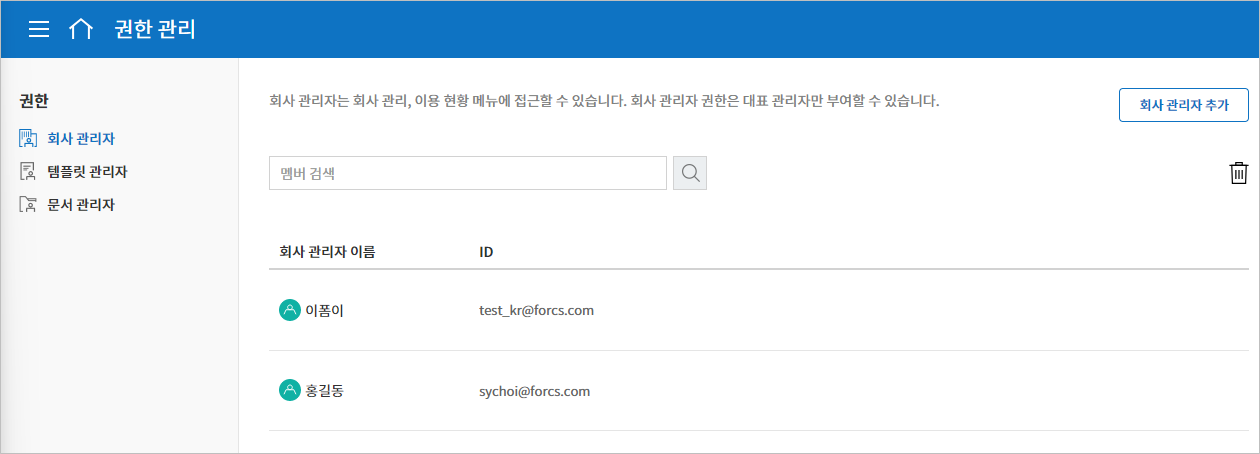 권한 관리
권한
회사 관리자
템플릿 관리자
문서 관리자
회사 관리자는 회사 관리, 이용 현황 메뉴에 접근할 수 있습니다. 회사 관리자 권한은 대표 관리자만 부여할 수 있습니다.
회사 관리자 추가
멤버 검색
회사 관리자 이름 ID
이폼이 test_kr@forcs.com
홍길동 sychoi@forcs.com